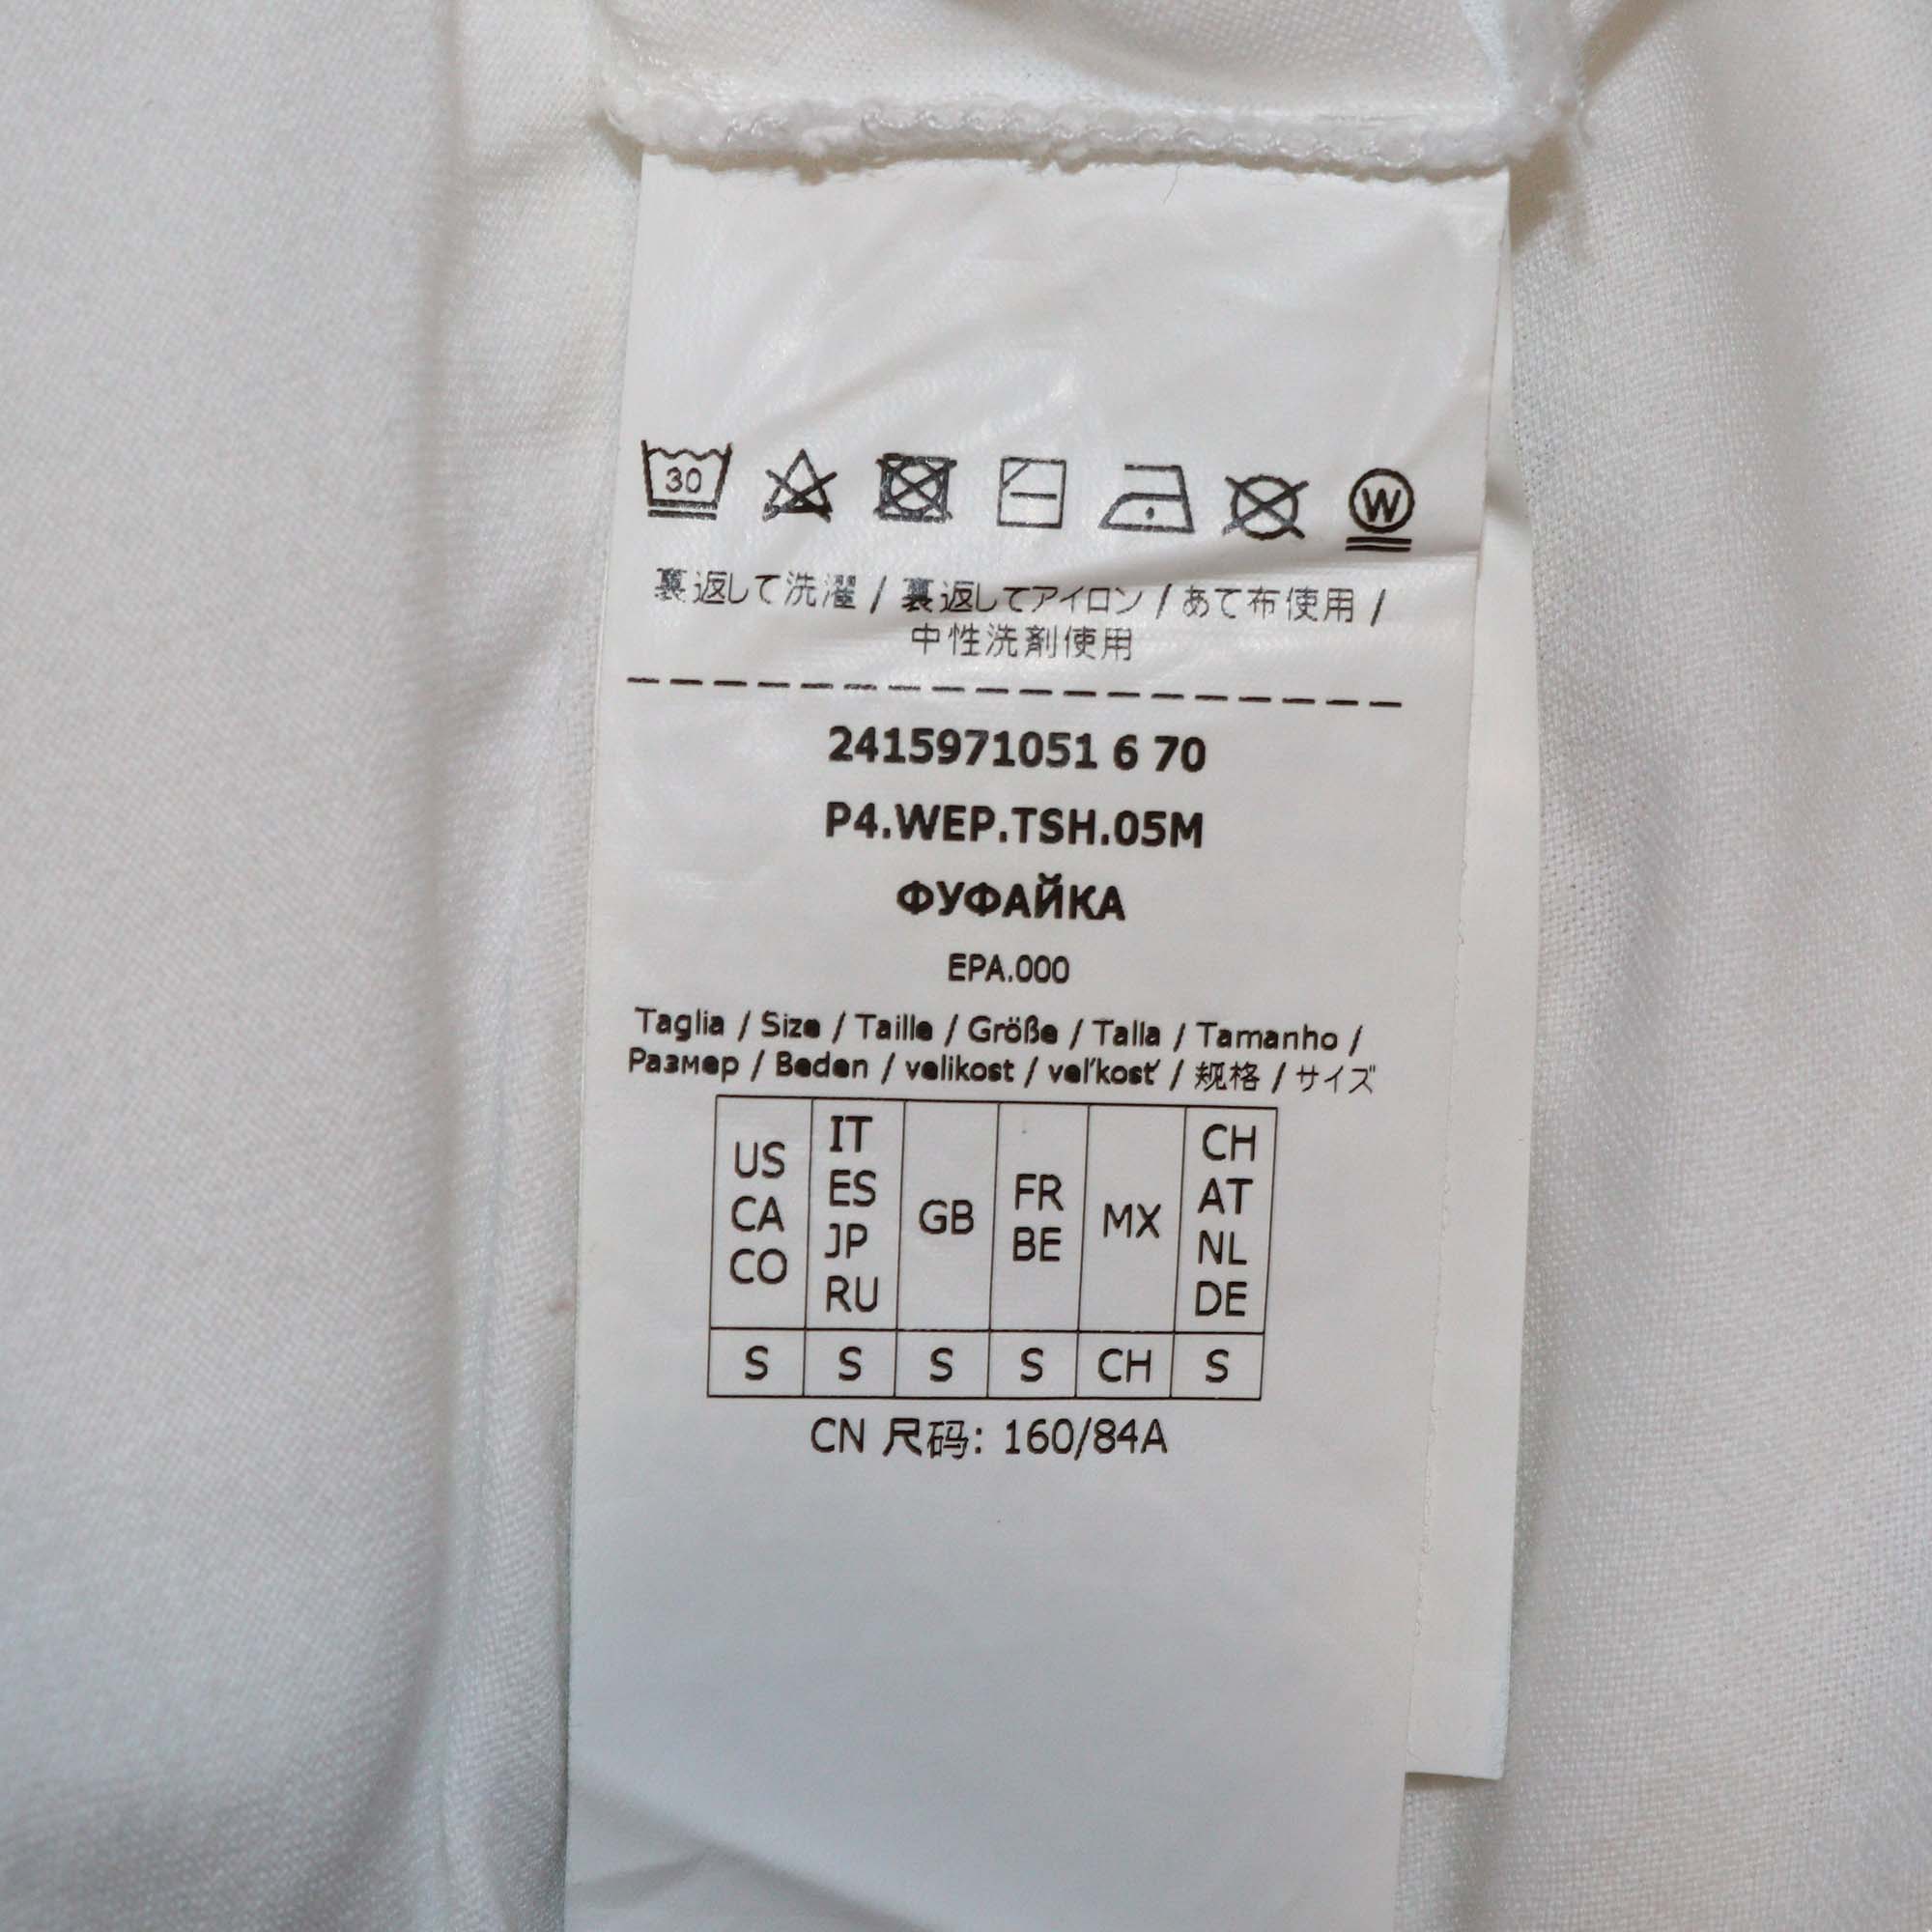 30
W
裏返して洗濯 / 裏返してアイロン / あて布使用 /
中性洗剤使用
2415971051 6 70
P4.WEP.TSH.05M
ФУФАЙКА
EPA.000
Taglia / Size / Taille / Größe / Talla / Tamanho /
Размер / Beden / velikost / veľkosť / 规格 / サイズ
US CA CO
IT ES JP RU
GB
FR BE
MX
CH AT NL DE
S S S S CH S
CN 尺码: 160/84A